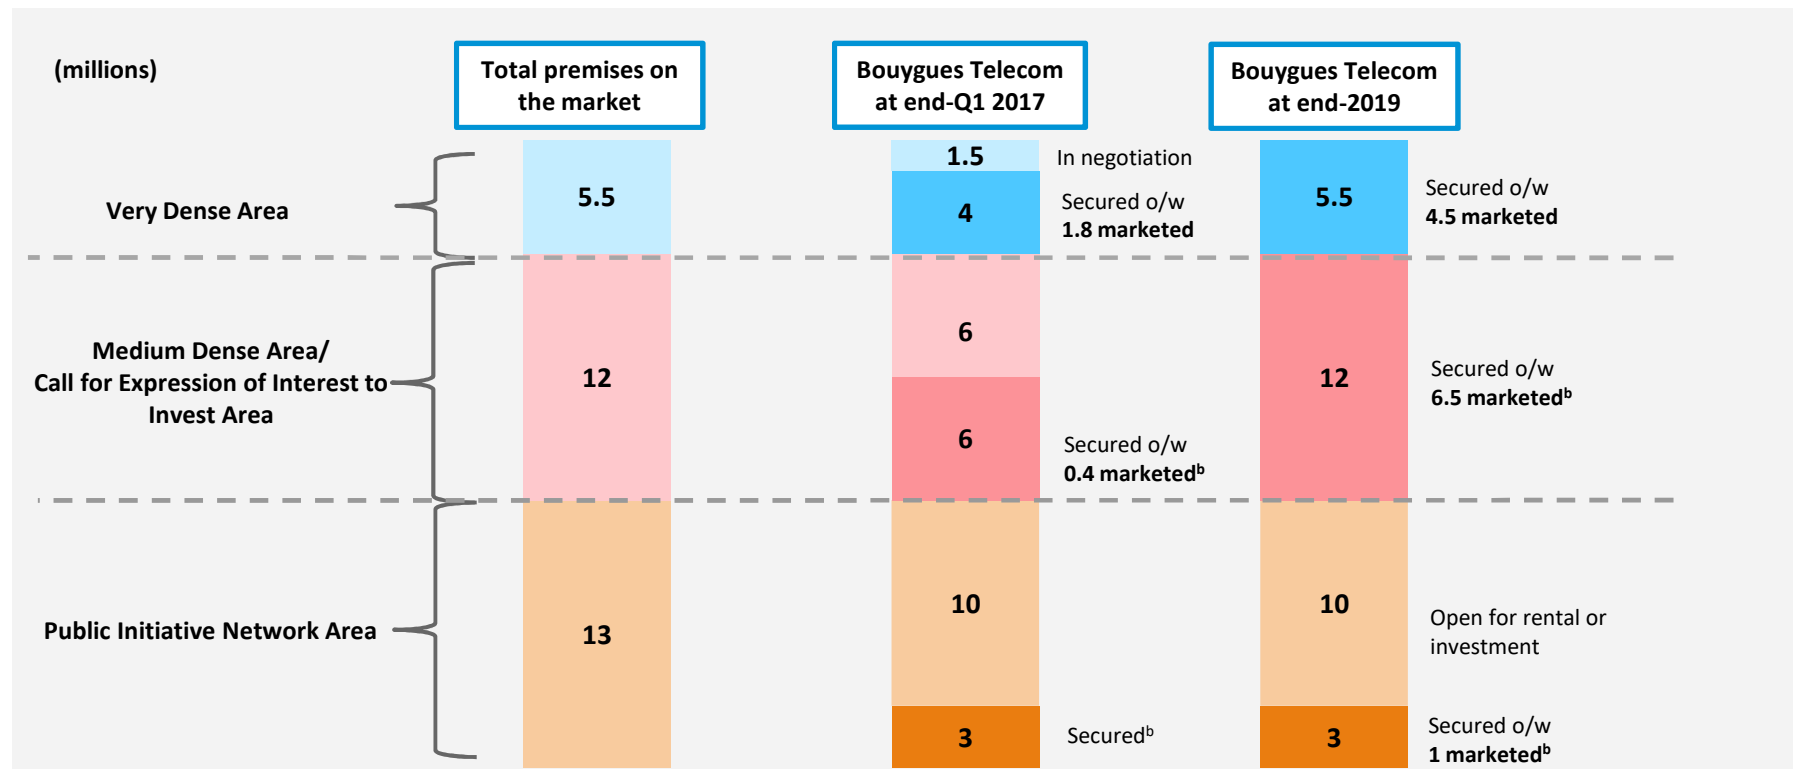 (millions)
Total premises on
the market
Bouygues Telecom
at end-Q1 2017
Bouygues Telecom
at end-2019
Very Dense Area
5.5
1.5
In negotiation
4
Secured o/w
1.8 marketed
5.5
Secured o/w
4.5 marketed
Medium Dense Area/
Call for Expression of Interest to
Invest Area
12
6
6
Secured o/w
0.4 marketedᵇ
12
Secured o/w
6.5 marketedᵇ
Public Initiative Network Area
13
10
3
Securedᵇ
10
Open for rental or
investment
3
Secured o/w
1 marketedᵇ